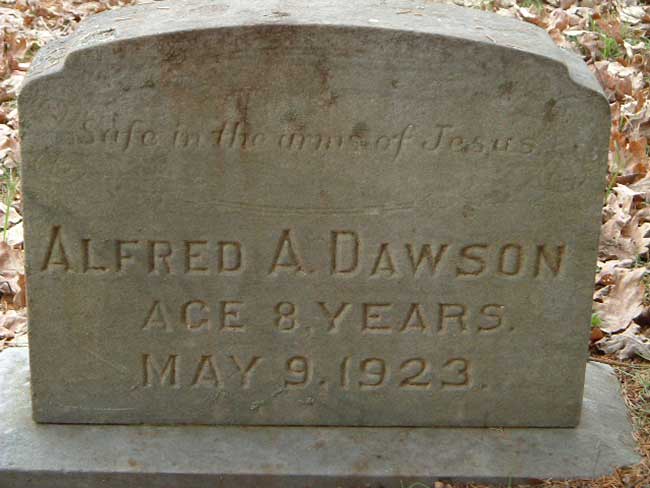 Safe in the arms of Jesus.
ALFRED A. DAWSON
AGE 8. YEARS.
MAY 9. 1923.